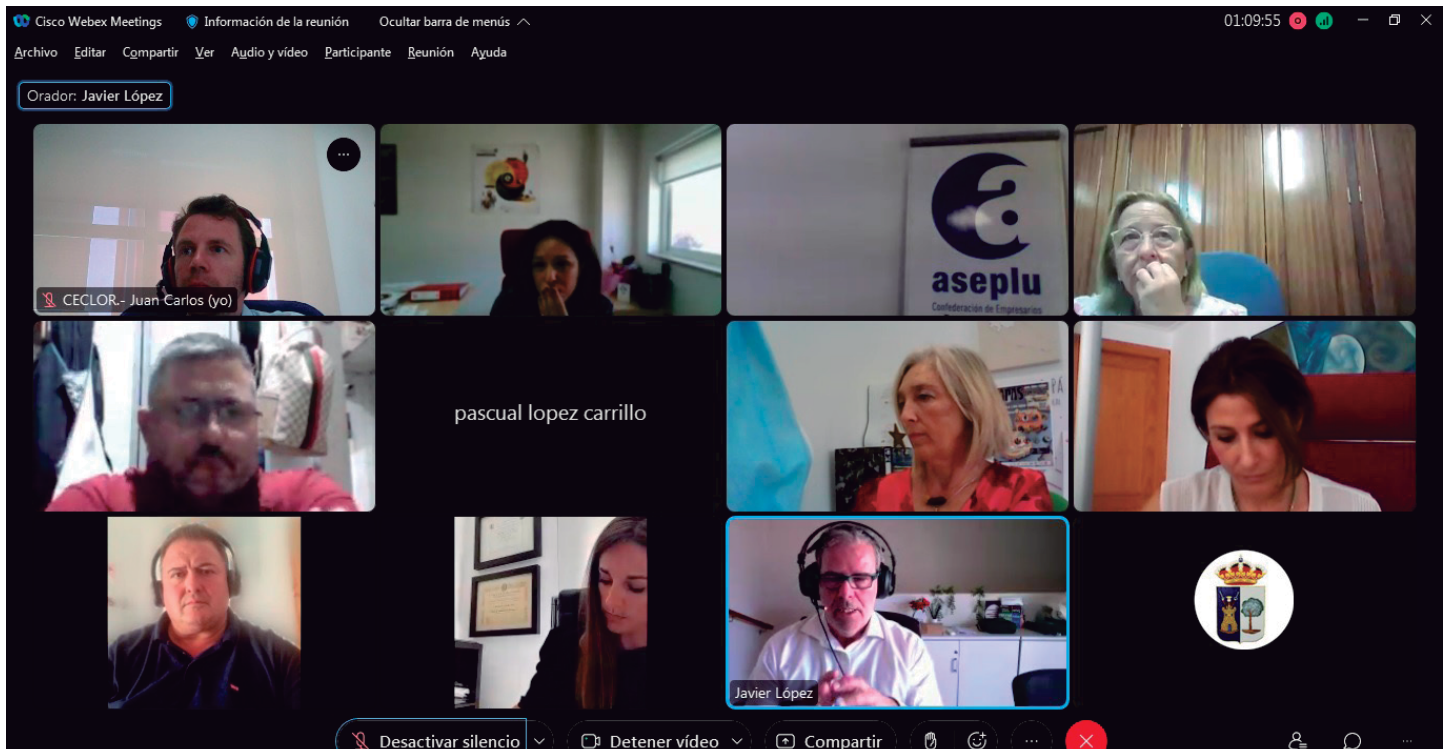 Cisco Webex Meetings Información de la reunión Ocultar barra de menús 01:09:55
Archivo Editar Compartir Ver Audio y vídeo Participante Reunión Ayuda
Orador: Javier López
CECLOR.- Juan Carlos (yo)
a
aseplu
Confederación de Empresarios
pascual lopez carrillo
Javier López
Desactivar silencio Detener vídeo Compartir